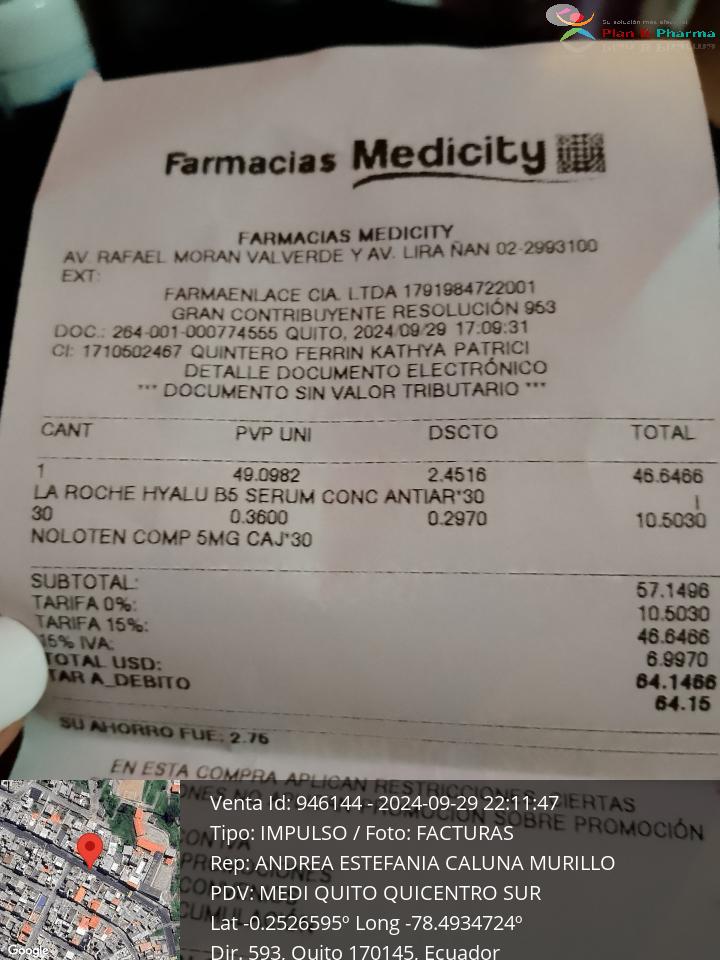 Su solución más efectiva
Plan B Pharma
Farmacias Medicity
FARMACIAS MEDICITY
AV. RAFAEL MORAN VALVERDE Y AV. LIRA ÑAN 02-2993100
EXT:
FARMAENLACE CIA. LTDA 1791984722001
GRAN CONTRIBUYENTE RESOLUCIÓN 953
DOC.: 264-001-000774555 QUITO, 2024/09/29 17:09:31
CI: 1710502467 QUINTERO FERRIN KATHYA PATRICI
DETALLE DOCUMENTO ELECTRÓNICO
*** DOCUMENTO SIN VALOR TRIBUTARIO ***
CANT PVP UNI DSCTO TOTAL
1 49.0982 2.4516 46.6466
LA ROCHE HYALU B5 SERUM CONC ANTIAR*30 I
30 0.3600 0.2970 10.5030
NOLOTEN COMP 5MG CAJ*30
SUBTOTAL: 57.1496
TARIFA 0%: 10.5030
TARIFA 15%: 46.6466
15% IVA: 6.9970
TOTAL USD: 64.1466
TAR A_DEBITO 64.15
SU AHORRO FUE: 2.75
EN ESTA COMPRA APLICAN RESTRICCIONES CIERTAS
PROMOCIÓN SOBRE PROMOCIÓN
Venta Id: 946144 - 2024-09-29 22:11:47
Tipo: IMPULSO / Foto: FACTURAS
Rep: ANDREA ESTEFANIA CALUNA MURILLO
PDV: MEDI QUITO QUICENTRO SUR
Lat -0.2526595º Long -78.4934724º
Dir. 593, Quito 170145, Ecuador
Google